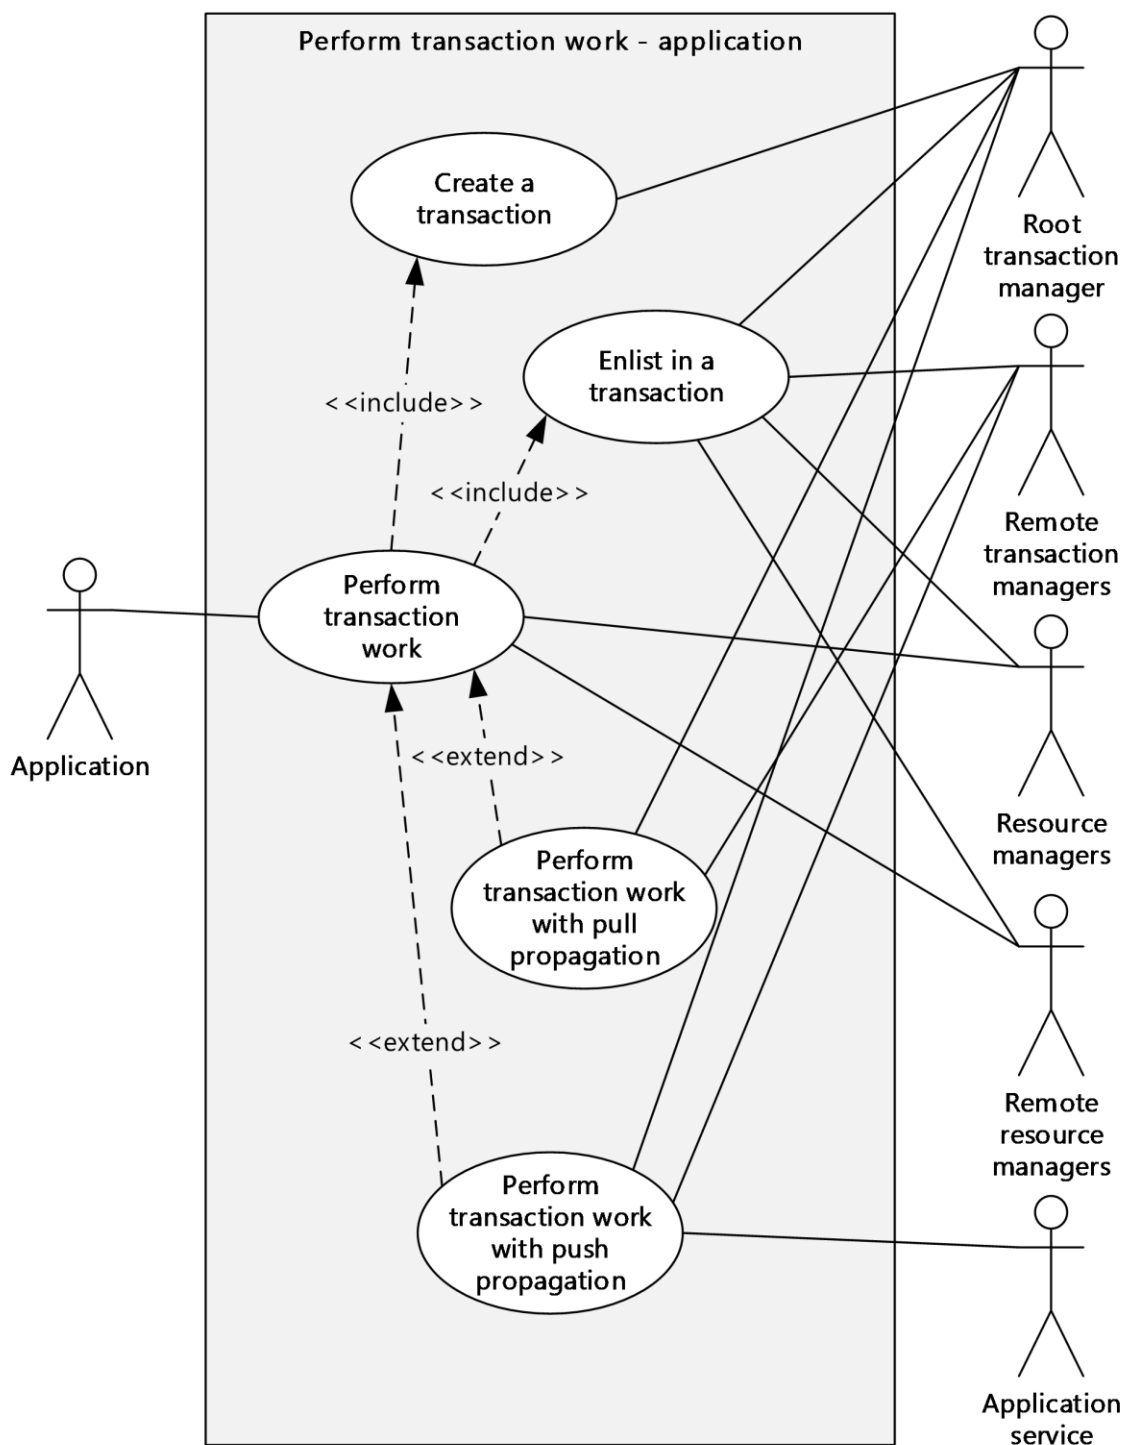 Perform transaction work - application
Create a
transaction
Root
transaction
manager
Enlist in a
transaction
<<include>>
<<include>>
Remote
transaction
managers
Perform
transaction
work
Application
<<extend>>
Resource
managers
Perform
transaction work
with pull
propagation
<<extend>>
Remote
resource
managers
Perform
transaction work
with push
propagation
Application
service